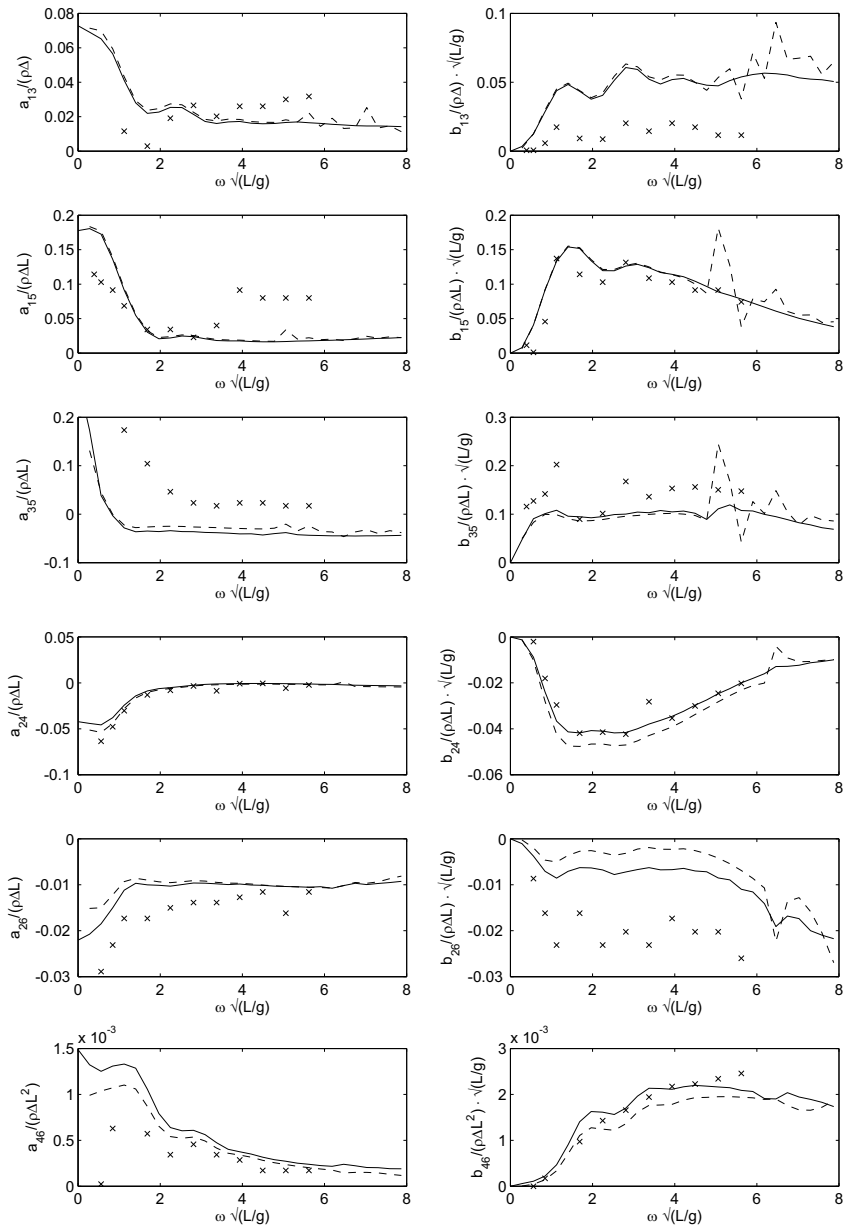 0.08
0.06
0.04
0.02
0
0 2 4 6 8
a13/(ρΔ)
ω √(L/g)
0.1
0.05
0
0 2 4 6 8
b13/(ρΔ) · √(L/g)
ω √(L/g)
0.2
0.15
0.1
0.05
0
0 2 4 6 8
a15/(ρΔL)
ω √(L/g)
0.2
0.15
0.1
0.05
0
0 2 4 6 8
b15/(ρΔL) · √(L/g)
ω √(L/g)
0.2
0.1
0
-0.1
0 2 4 6 8
a35/(ρΔL)
ω √(L/g)
0.3
0.2
0.1
0
0 2 4 6 8
b35/(ρΔL) · √(L/g)
ω √(L/g)
0.05
0
-0.05
-0.1
0 2 4 6 8
a24/(ρΔL)
ω √(L/g)
0
-0.02
-0.04
-0.06
0 2 4 6 8
b24/(ρΔL) · √(L/g)
ω √(L/g)
0
-0.01
-0.02
-0.03
0 2 4 6 8
a26/(ρΔL)
ω √(L/g)
0
-0.01
-0.02
-0.03
0 2 4 6 8
b26/(ρΔL) · √(L/g)
ω √(L/g)
x 10-3
1.5
1
0.5
0
0 2 4 6 8
a46/(ρΔL2)
ω √(L/g)
x 10-3
3
2
1
0
0 2 4 6 8
b46/(ρΔL2) · √(L/g)
ω √(L/g)